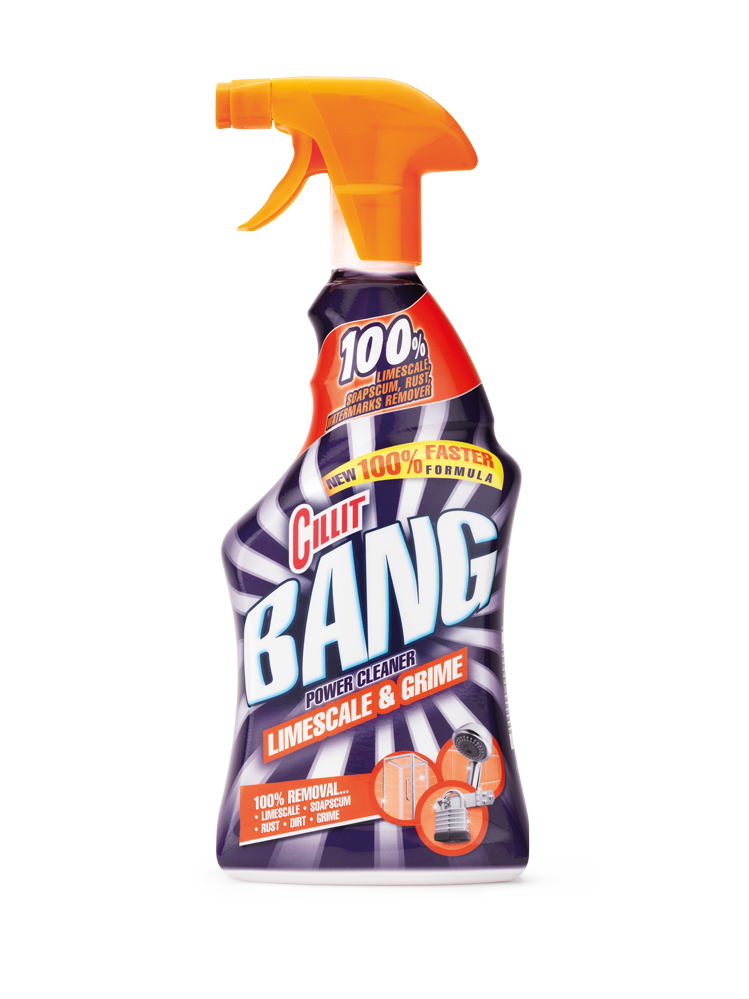 100%
LIMESCALE,
SOAPSCUM, RUST,
WATERMARKS REMOVER
NEW 100% FASTER
FORMULA
CILLIT
BANG
POWER CLEANER
LIMESCALE & GRIME
100% REMOVAL...
• LIMESCALE • SOAPSCUM
• RUST • DIRT • GRIME